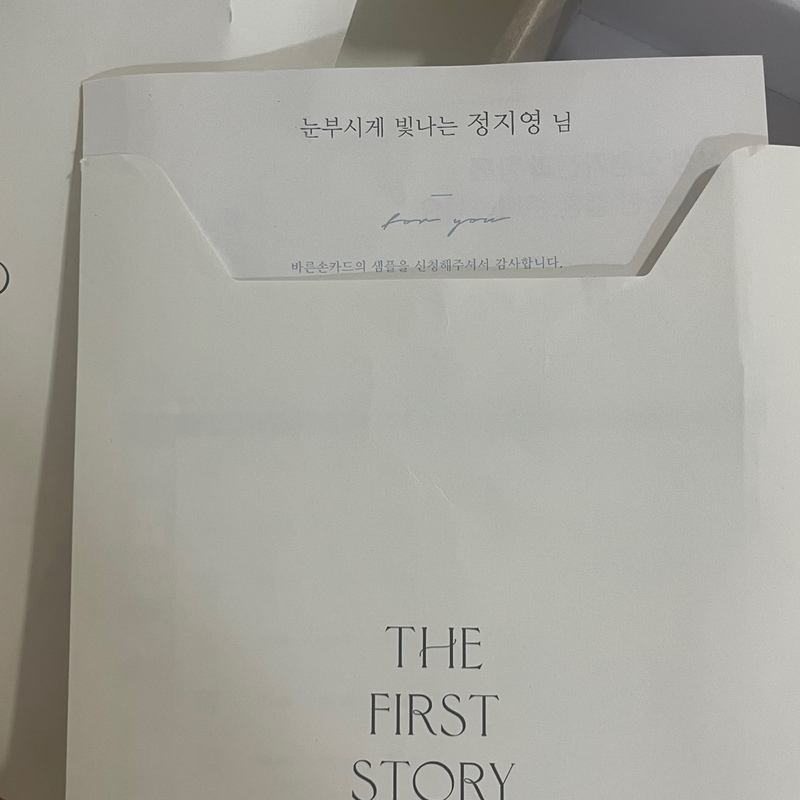 눈부시게 빛나는 정지영 님
for you
바른손카드의 샘플을 신청해주셔서 감사합니다.
THE
FIRST
STORY